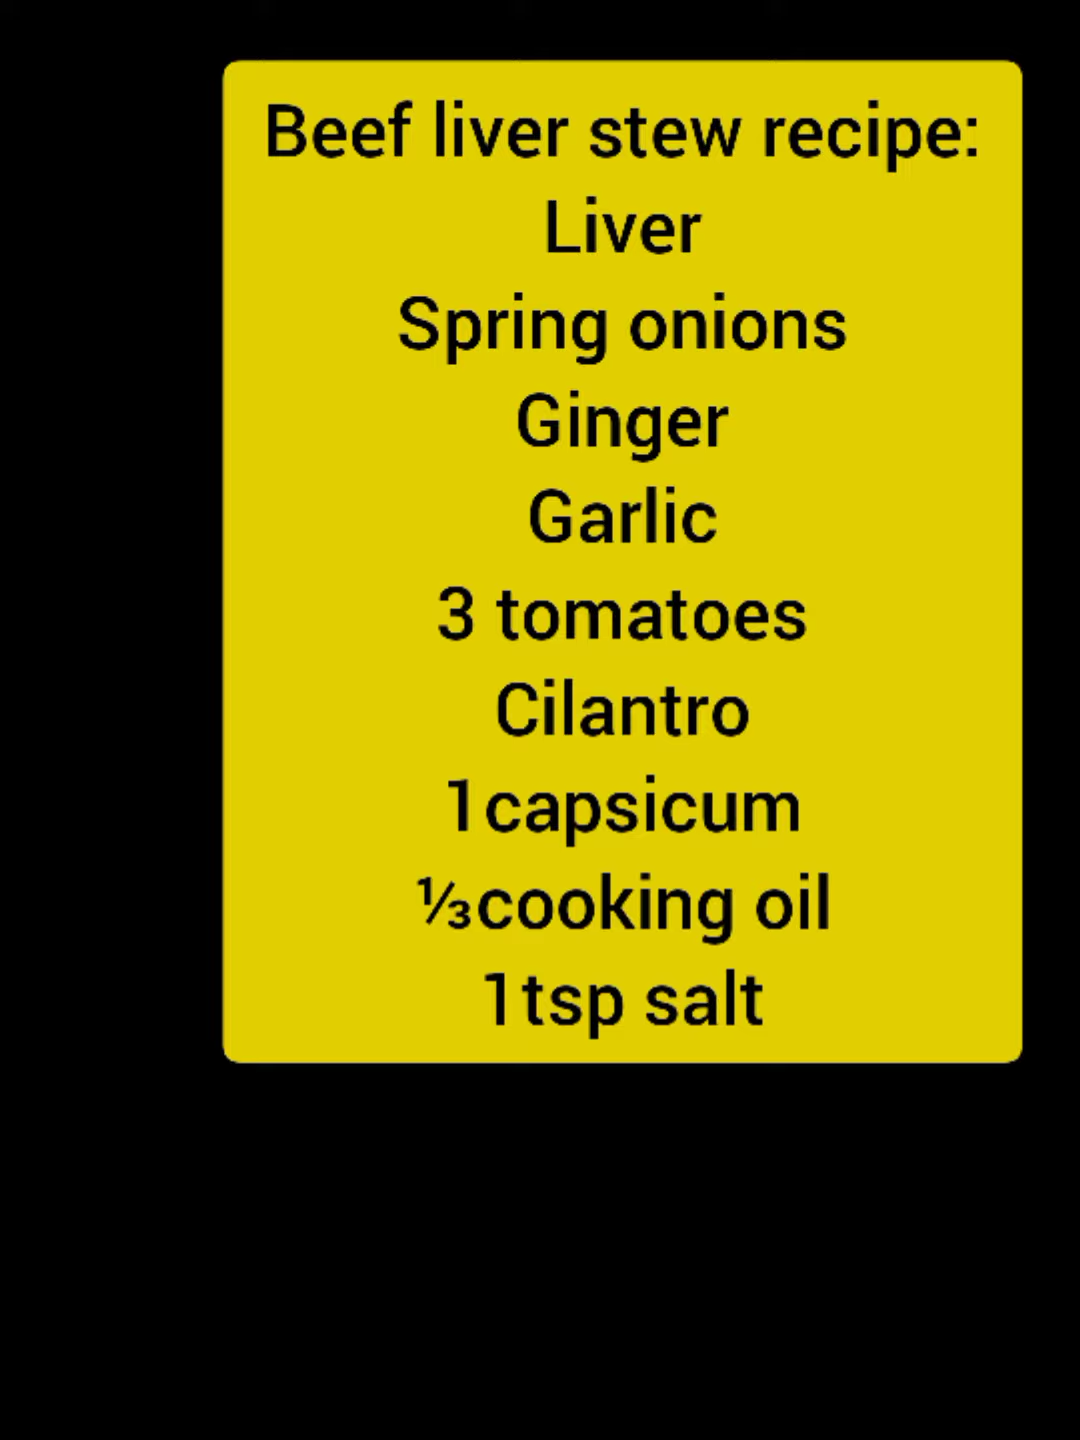 Beef liver stew recipe:
Liver
Spring onions
Ginger
Garlic
3 tomatoes
Cilantro
1capsicum
⅓cooking oil
1tsp salt